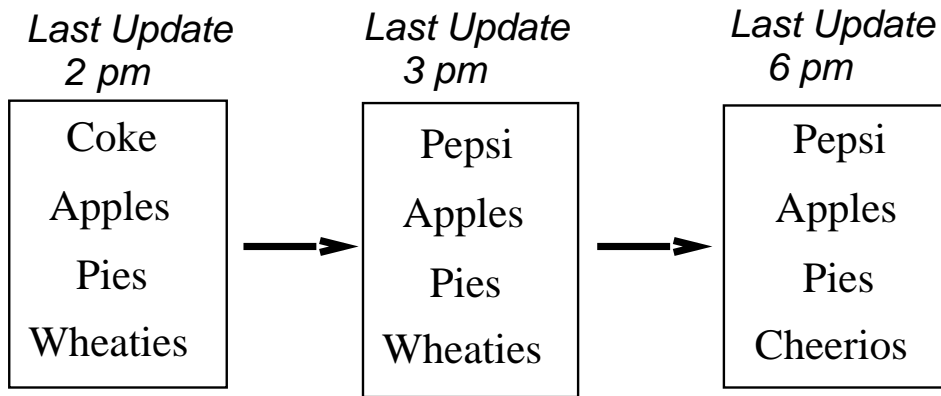 Last Update
2 pm
Coke
Apples
Pies
Wheaties
Last Update
3 pm
Pepsi
Apples
Pies
Wheaties
Last Update
6 pm
Pepsi
Apples
Pies
Cheerios